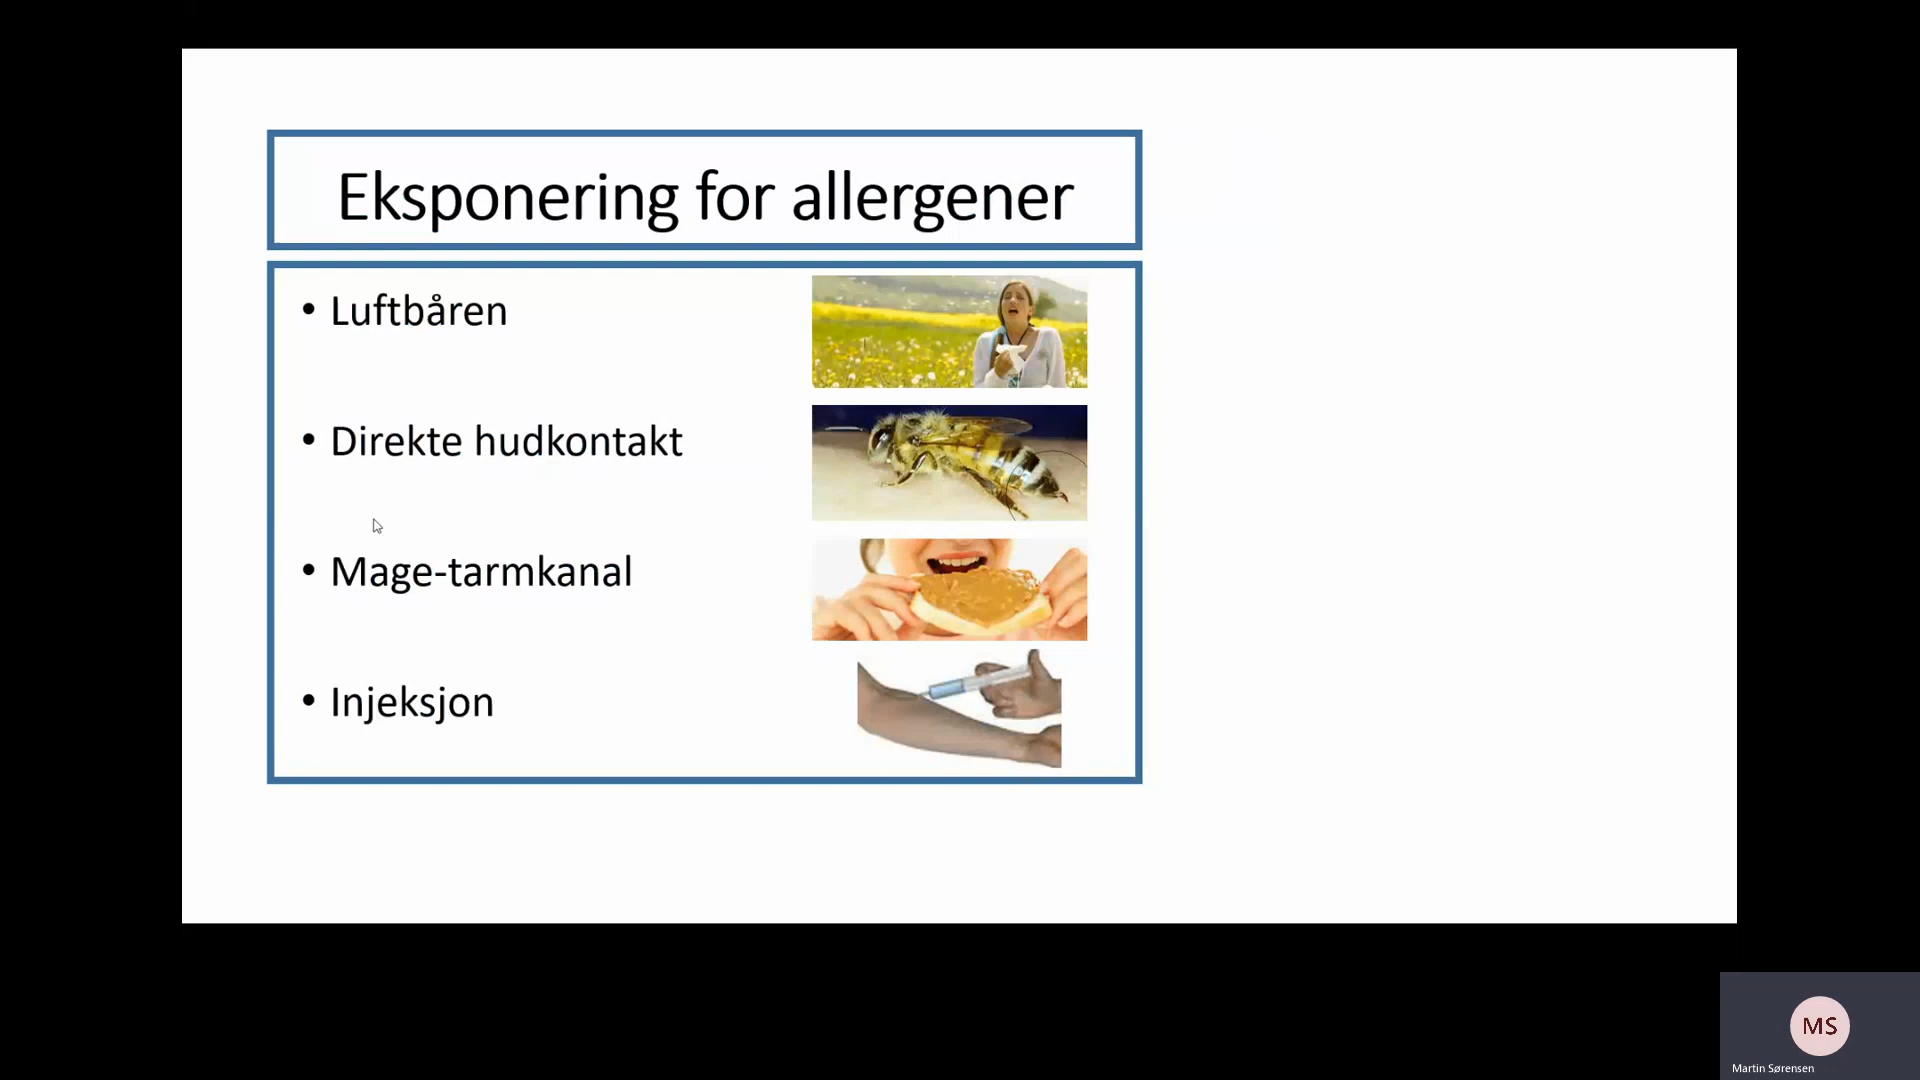 Eksponering for allergener
• Luftbåren
• Direkte hudkontakt
• Mage-tarmkanal
• Injeksjon
MS
Martin Sørensen